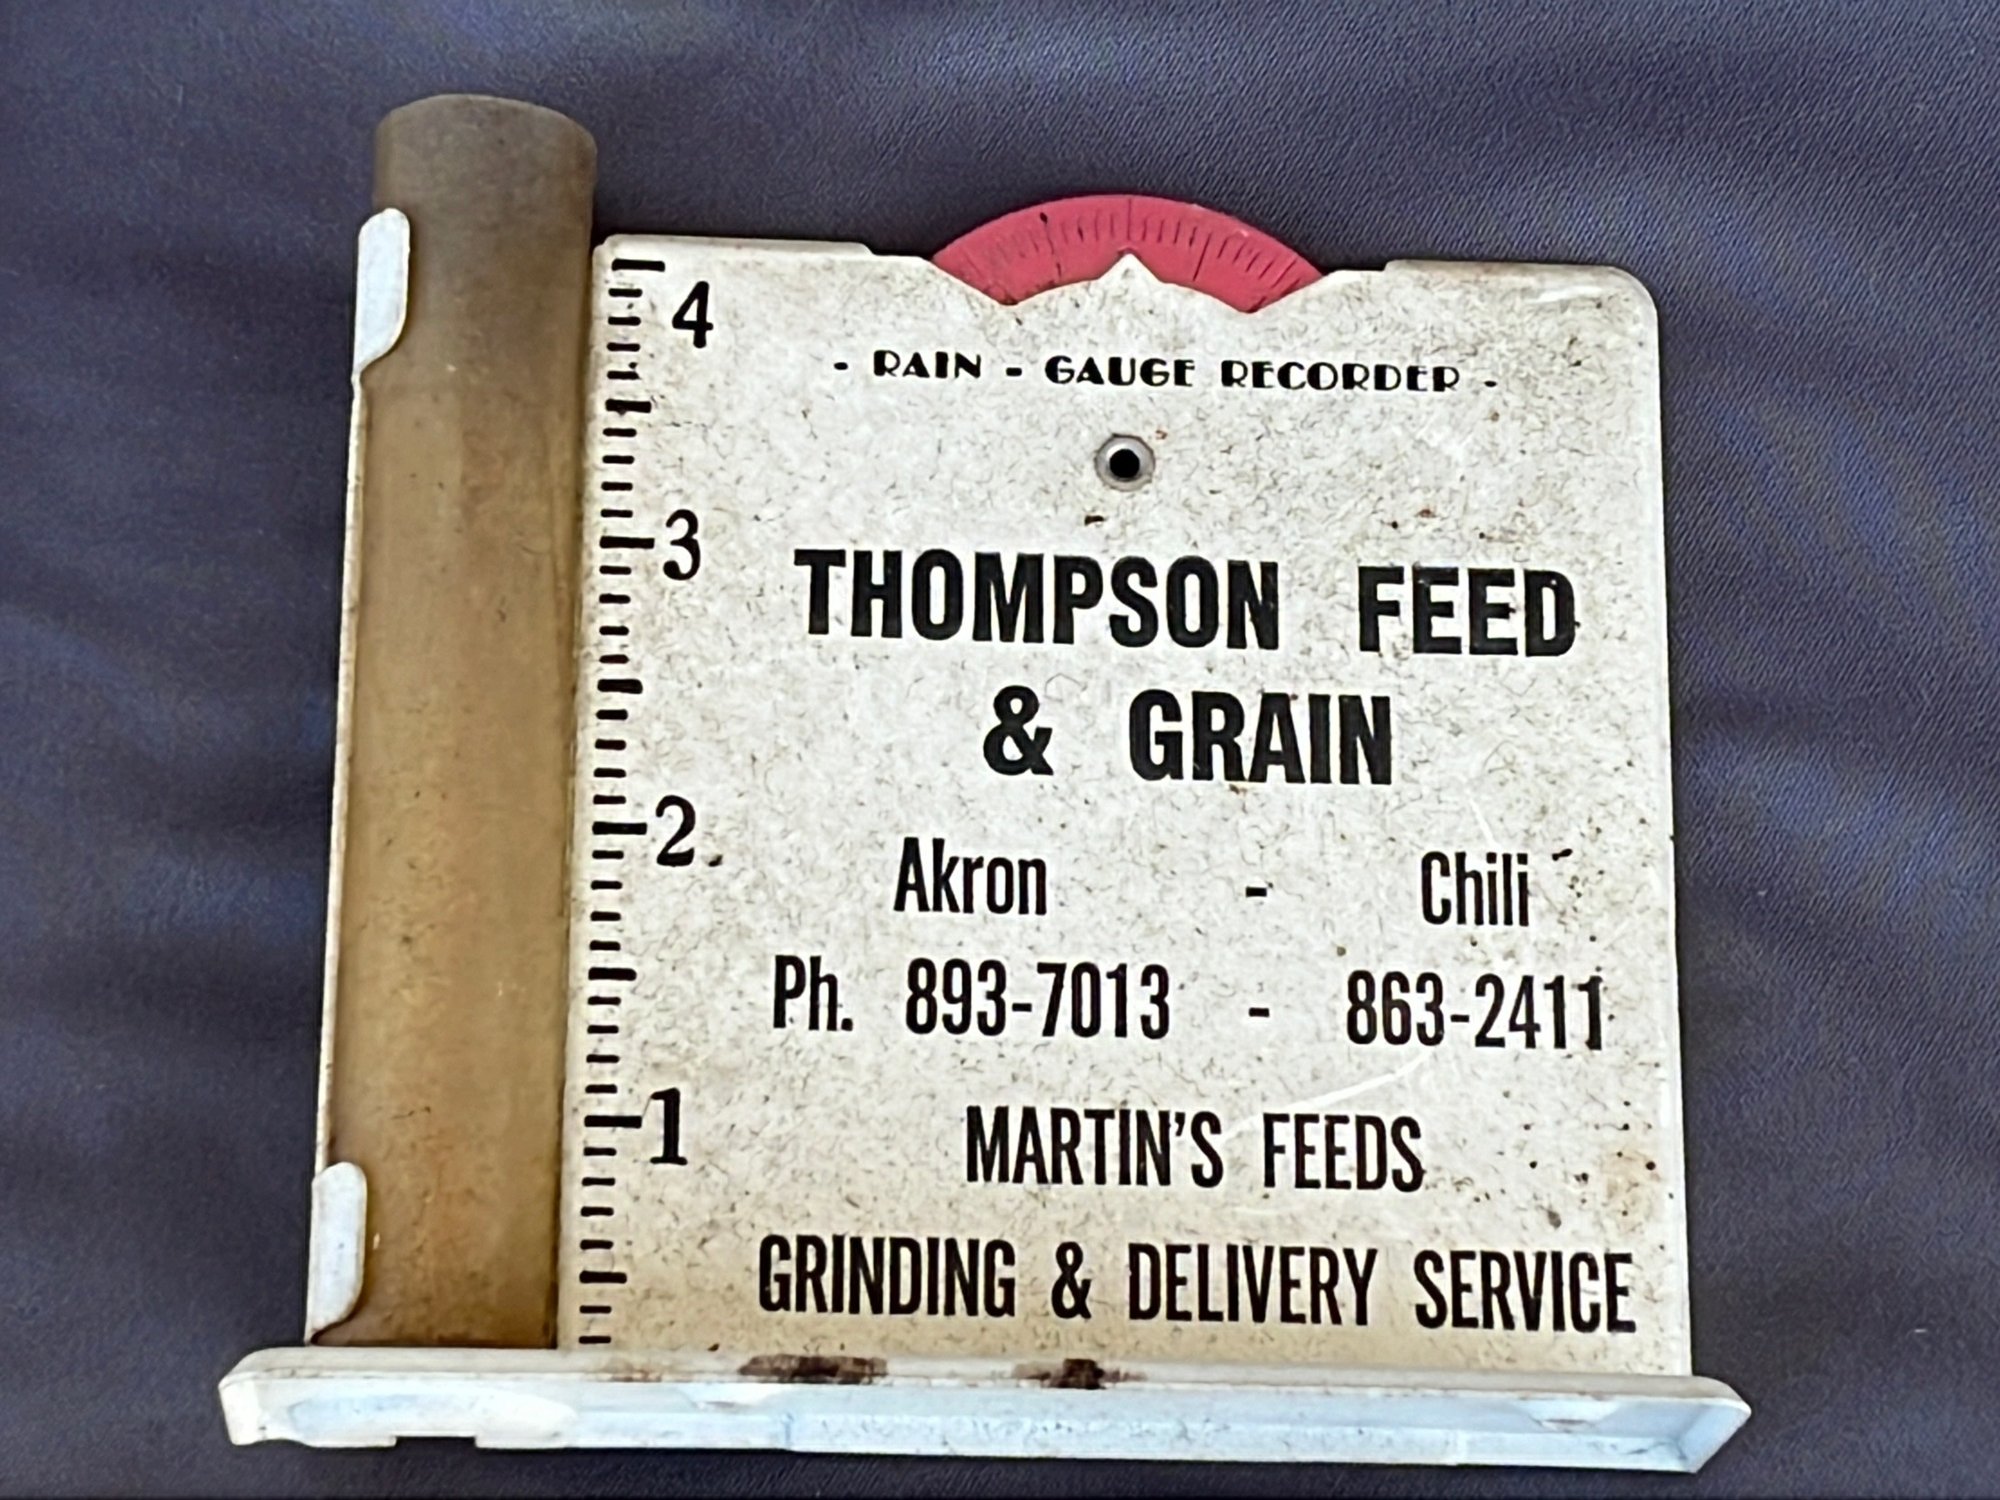 - RAIN - GAUGE RECORDER -
4
3
2
1
THOMPSON FEED
& GRAIN
Akron - Chili
Ph. 893-7013 - 863-2411
MARTIN'S FEEDS
GRINDING & DELIVERY SERVICE